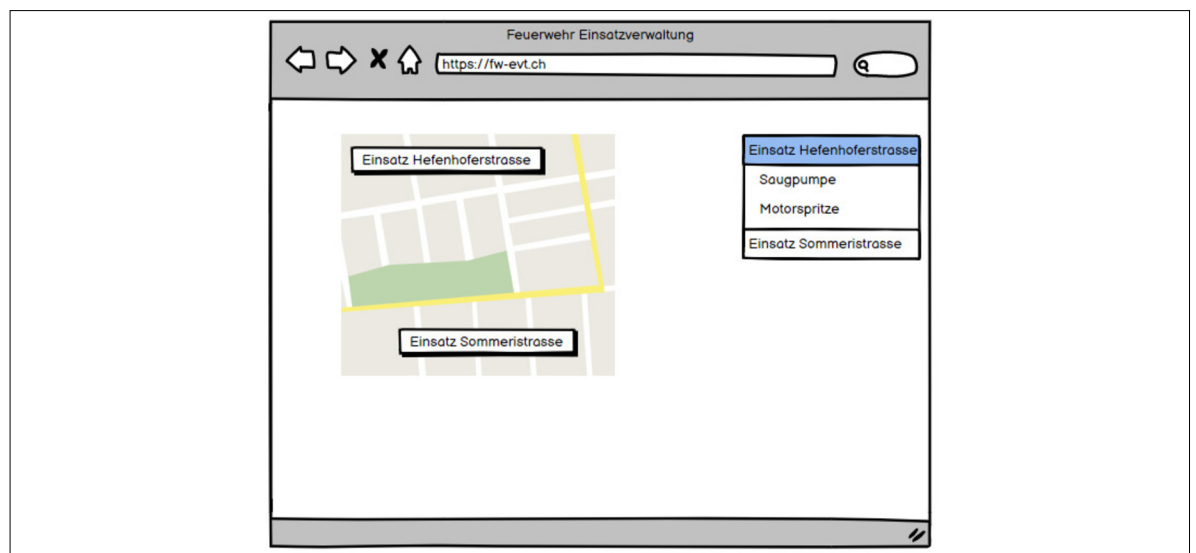 Feuerwehr Einsatzverwaltung
https://fw-evt.ch
Einsatz Hefenhoferstrasse
Einsatz Sommeristrasse
Einsatz Hefenhoferstrasse
Saugpumpe
Motorspritze
Einsatz Sommeristrasse